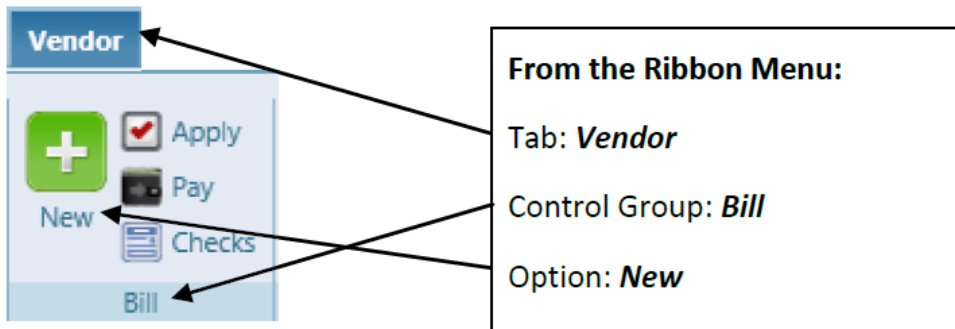 Vendor
Apply
Pay
New
Checks
Bill
From the Ribbon Menu:
Tab: Vendor
Control Group: Bill
Option: New